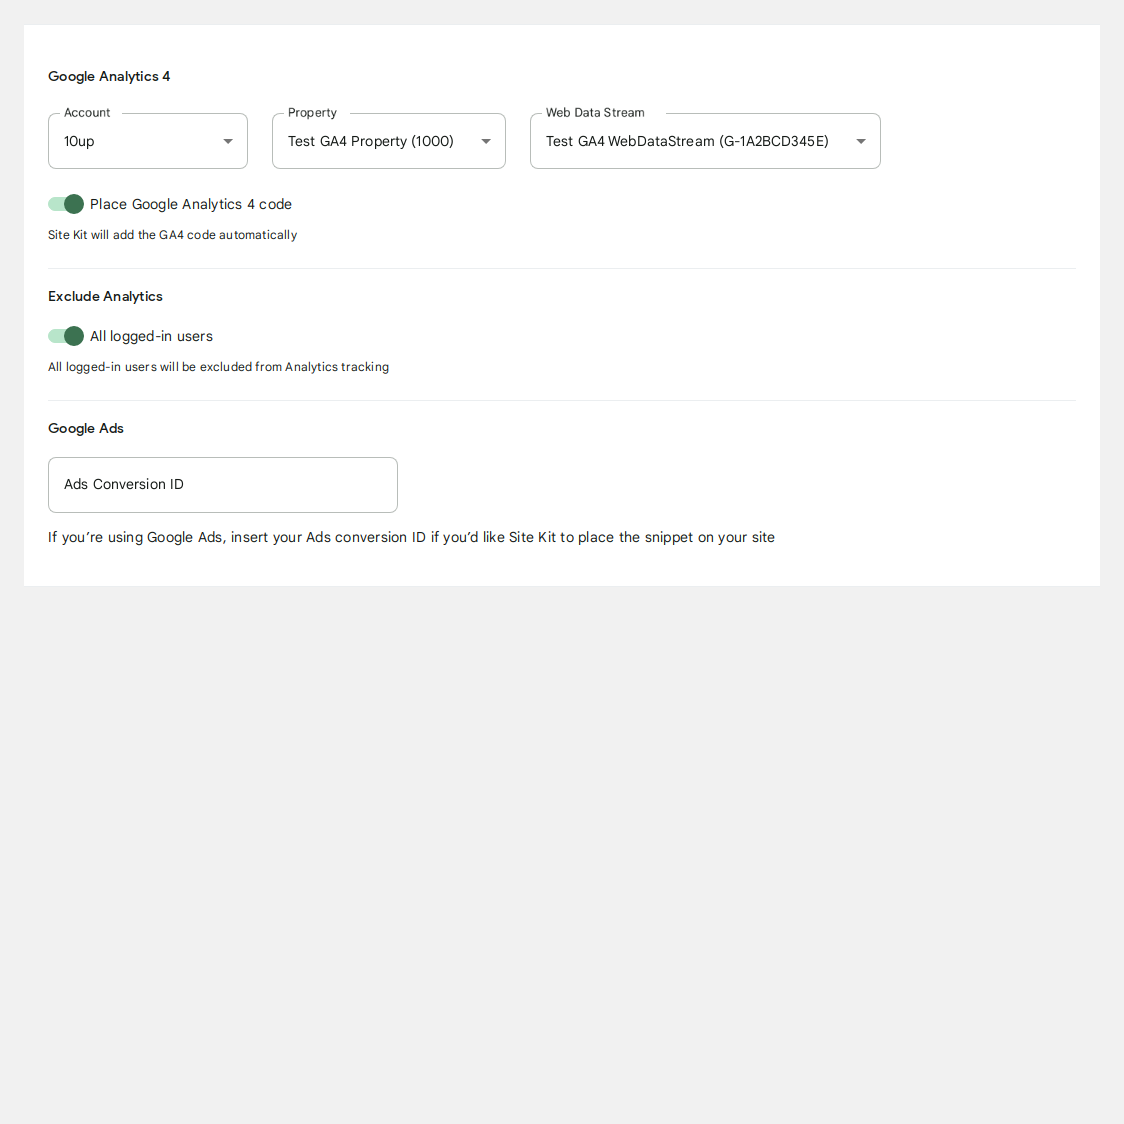 Google Analytics 4
Account
Property
Web Data Stream
10up
Test GA4 Property (1000)
Test GA4 WebDataStream (G-1A2BCD345E)
Place Google Analytics 4 code
Site Kit will add the GA4 code automatically
Exclude Analytics
All logged-in users
All logged-in users will be excluded from Analytics tracking
Google Ads
Ads Conversion ID
If you’re using Google Ads, insert your Ads conversion ID if you’d like Site Kit to place the snippet on your site